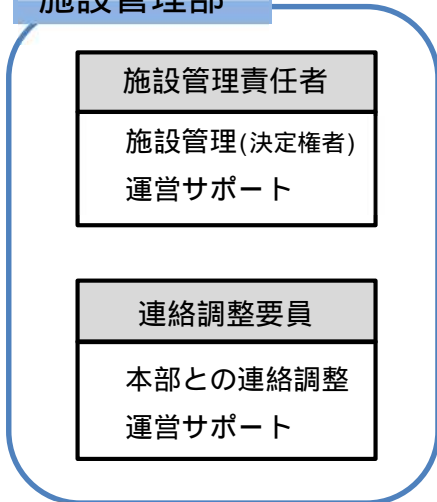 施設管理部
施設管理責任者
施設管理(決定権者)
運営サポート
連絡調整要員
本部との連絡調整
運営サポート